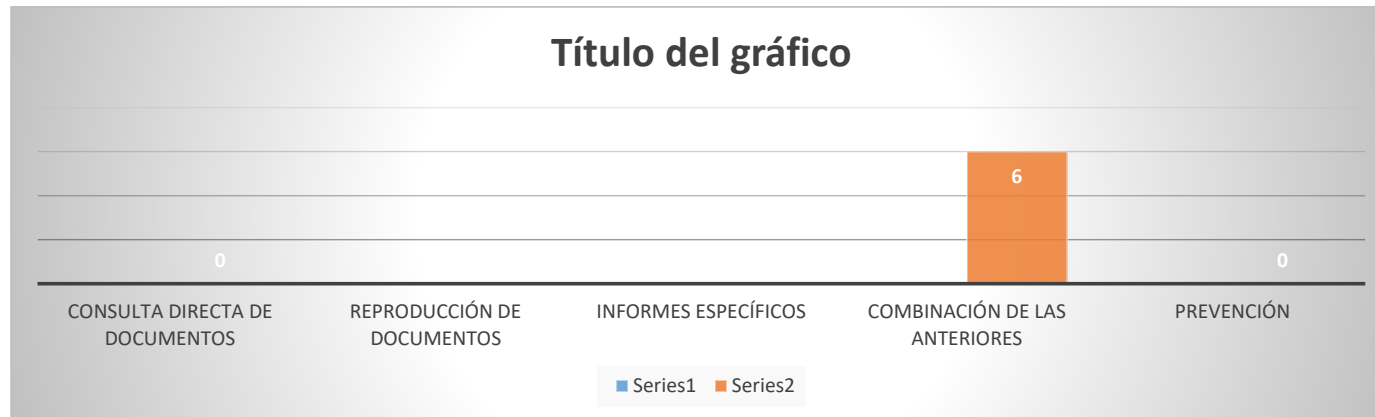 Título del gráfico
6
0
0
CONSULTA DIRECTA DE
DOCUMENTOS
REPRODUCCIÓN DE
DOCUMENTOS
INFORMES ESPECÍFICOS
COMBINACIÓN DE LAS
ANTERIORES
PREVENCIÓN
Series1
Series2